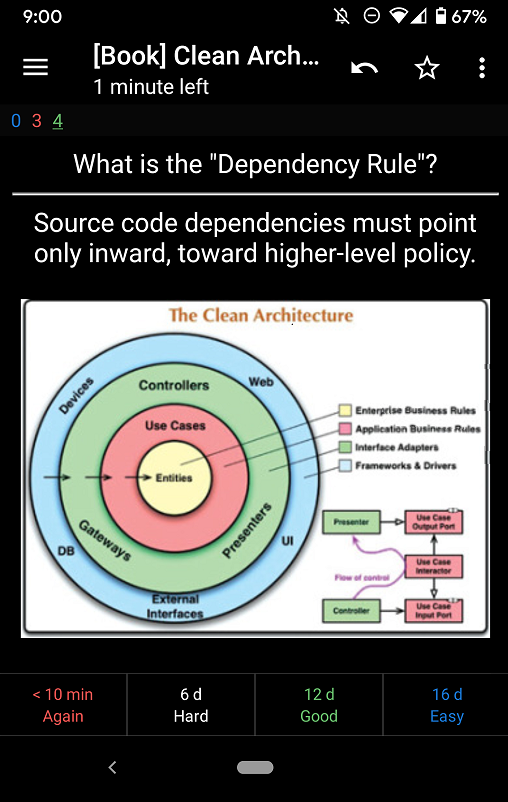 9:00
67%
[Book] Clean Arch...
1 minute left
0 3 4
What is the "Dependency Rule"?
Source code dependencies must point
only inward, toward higher-level policy.
The Clean Architecture
Devices
Controllers
Web
Use Cases
Entities
Enterprise Business Rules
Application Business Rules
Interface Adapters
Frameworks & Drivers
DB
Gateways
Presenters
UI
External
Interfaces
Presenter
Use Case
Output Port
Use Case
Interactor
Flow of control
Controller
Use Case
Input Port
< 10 min
Again
6 d
Hard
12 d
Good
16 d
Easy